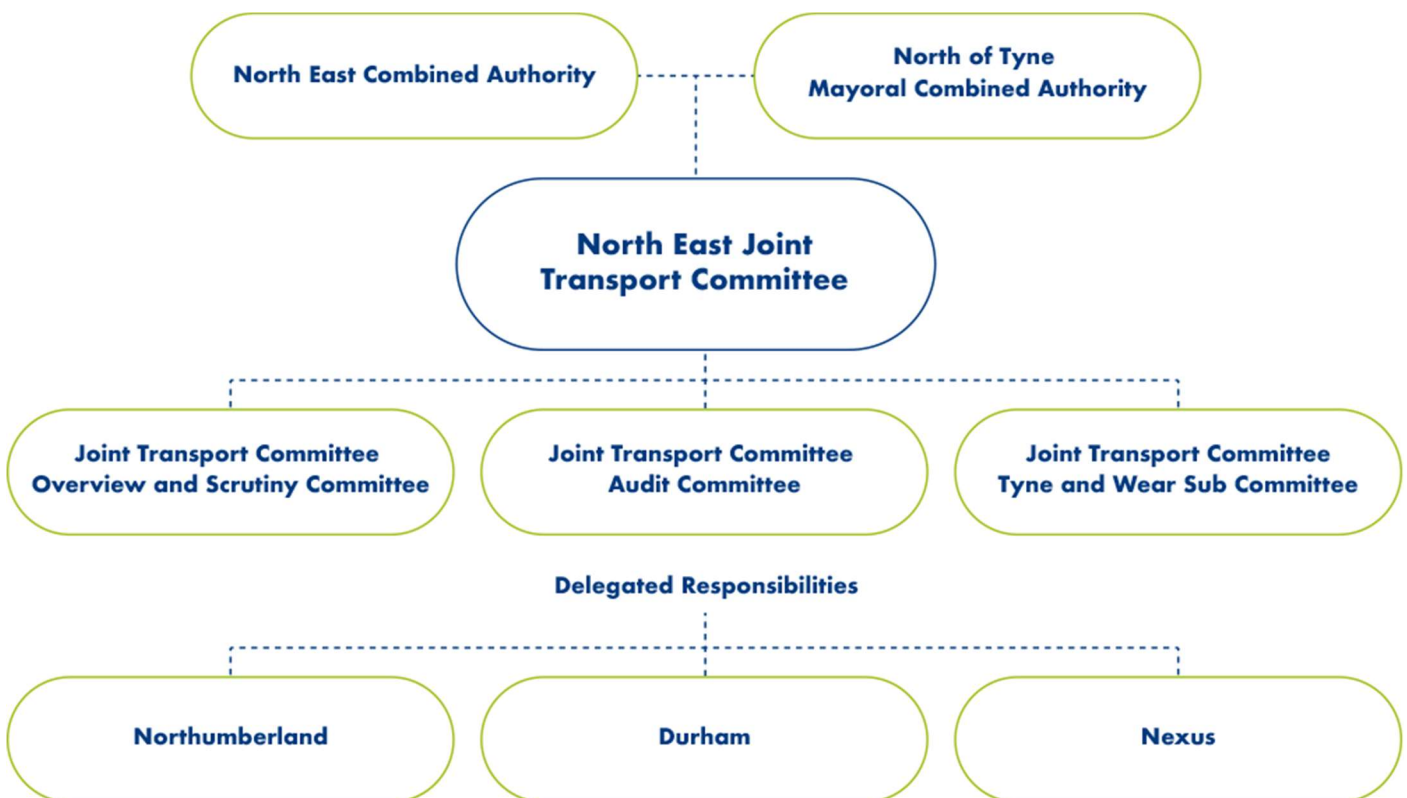 North East Combined Authority
North of Tyne
Mayoral Combined Authority
North East Joint
Transport Committee
Joint Transport Committee
Overview and Scrutiny Committee
Joint Transport Committee
Audit Committee
Joint Transport Committee
Tyne and Wear Sub Committee
Delegated Responsibilities
Northumberland
Durham
Nexus